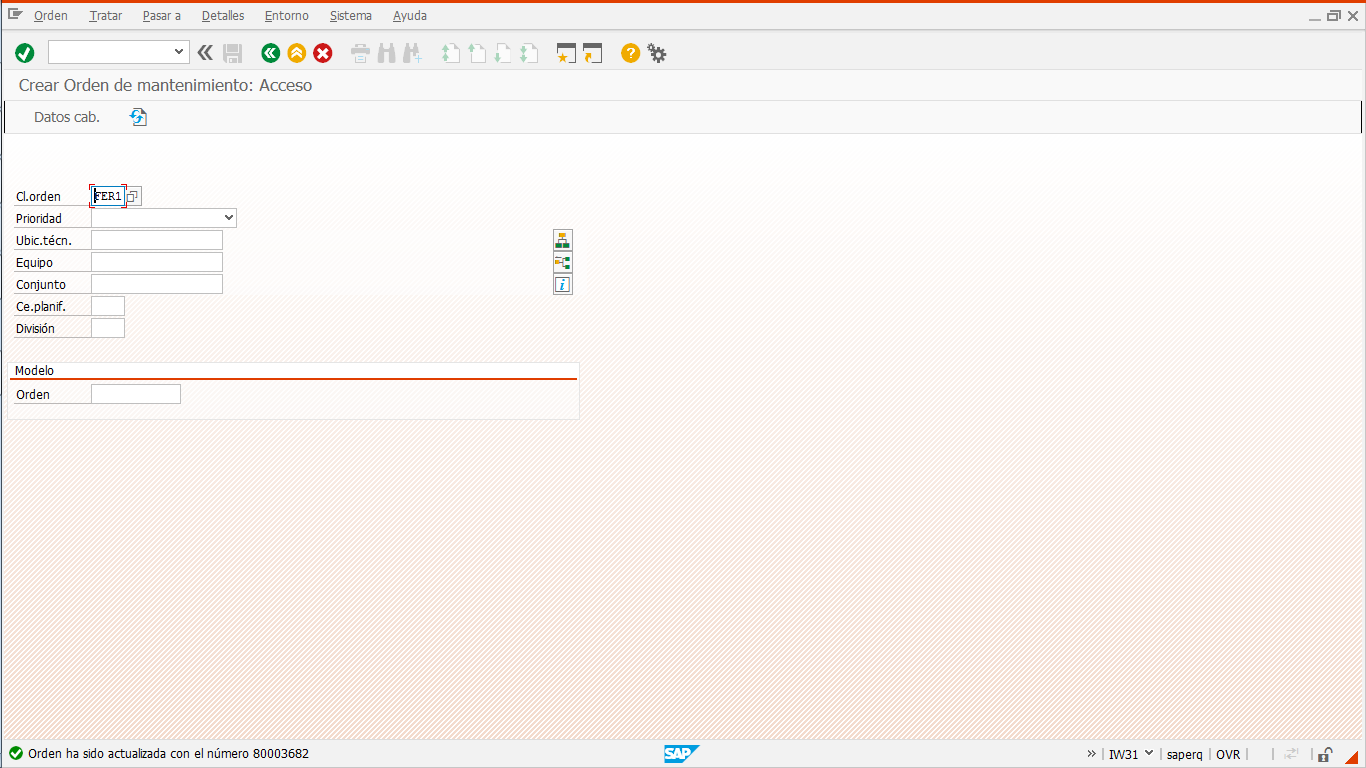 Orden Tratar Pasar a Detalles Entorno Sistema Ayuda
Crear Orden de mantenimiento: Acceso
Datos cab.
Cl.orden FER1
Prioridad
Ubic.técn.
Equipo
Conjunto
Ce.planif.
División
Modelo
Orden
Orden ha sido actualizada con el número 80003682 SAP » IW31 saperq OVR